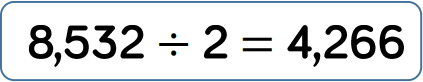 8,532 ÷ 2 = 4,266